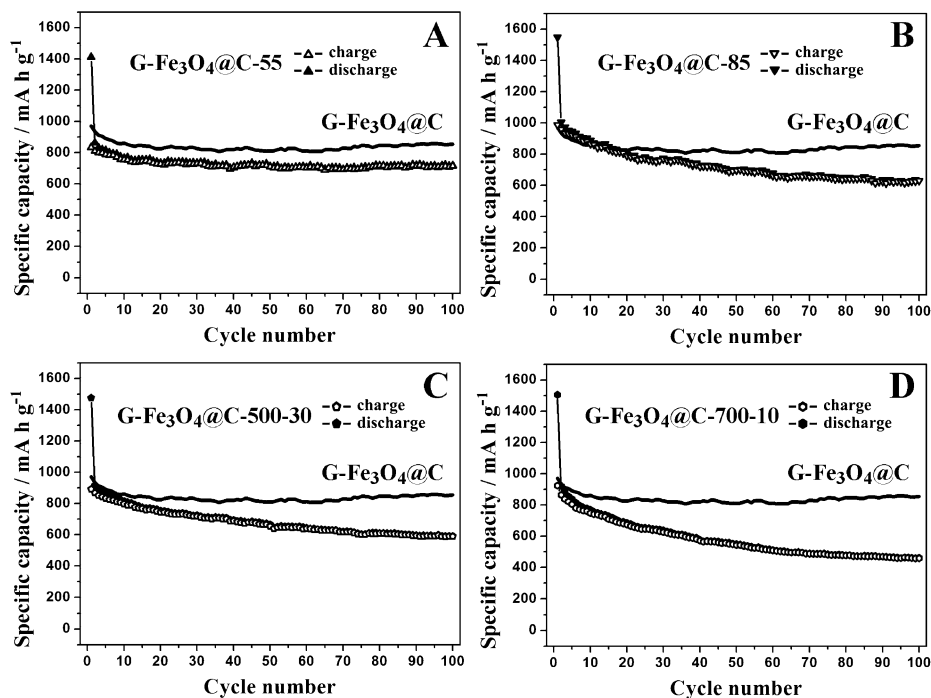 A
G-Fe₃O₄@C-55
charge
discharge
G-Fe₃O₄@C
Specific capacity / mA h g⁻¹
1600
1400
1200
1000
800
600
400
200
0
0 10 20 30 40 50 60 70 80 90 100
Cycle number
B
G-Fe₃O₄@C-85
charge
discharge
G-Fe₃O₄@C
Specific capacity / mA h g⁻¹
1600
1400
1200
1000
800
600
400
200
0
0 10 20 30 40 50 60 70 80 90 100
Cycle number
C
G-Fe₃O₄@C-500-30
charge
discharge
G-Fe₃O₄@C
Specific capacity / mA h g⁻¹
1600
1400
1200
1000
800
600
400
200
0
0 10 20 30 40 50 60 70 80 90 100
Cycle number
D
G-Fe₃O₄@C-700-10
charge
discharge
G-Fe₃O₄@C
Specific capacity / mA h g⁻¹
1600
1400
1200
1000
800
600
400
200
0
0 10 20 30 40 50 60 70 80 90 100
Cycle number